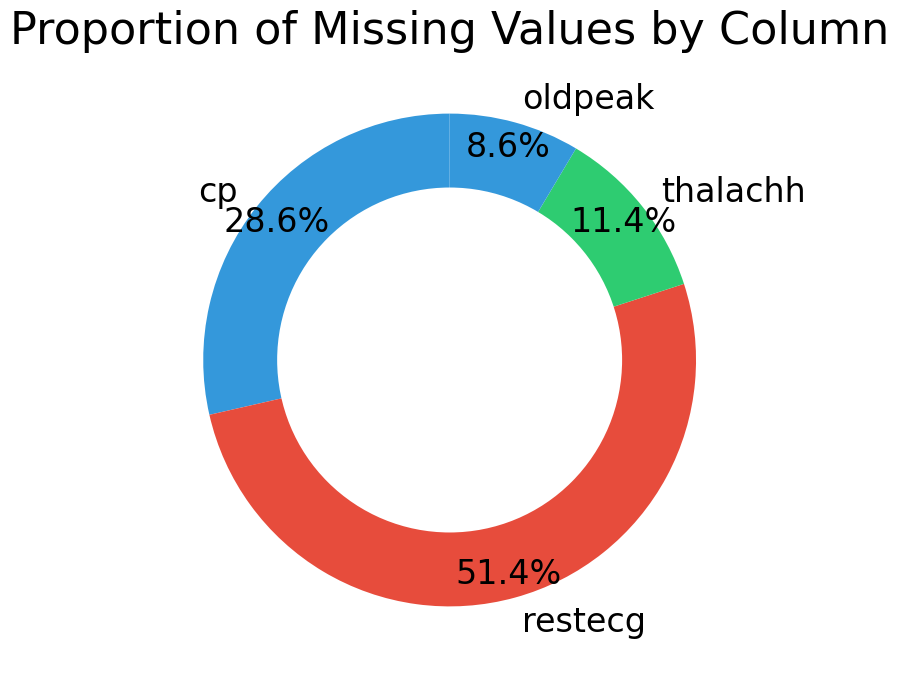 Proportion of Missing Values by Column
oldpeak
8.6%
cp
thalachh
28.6%
11.4%
51.4%
restecg